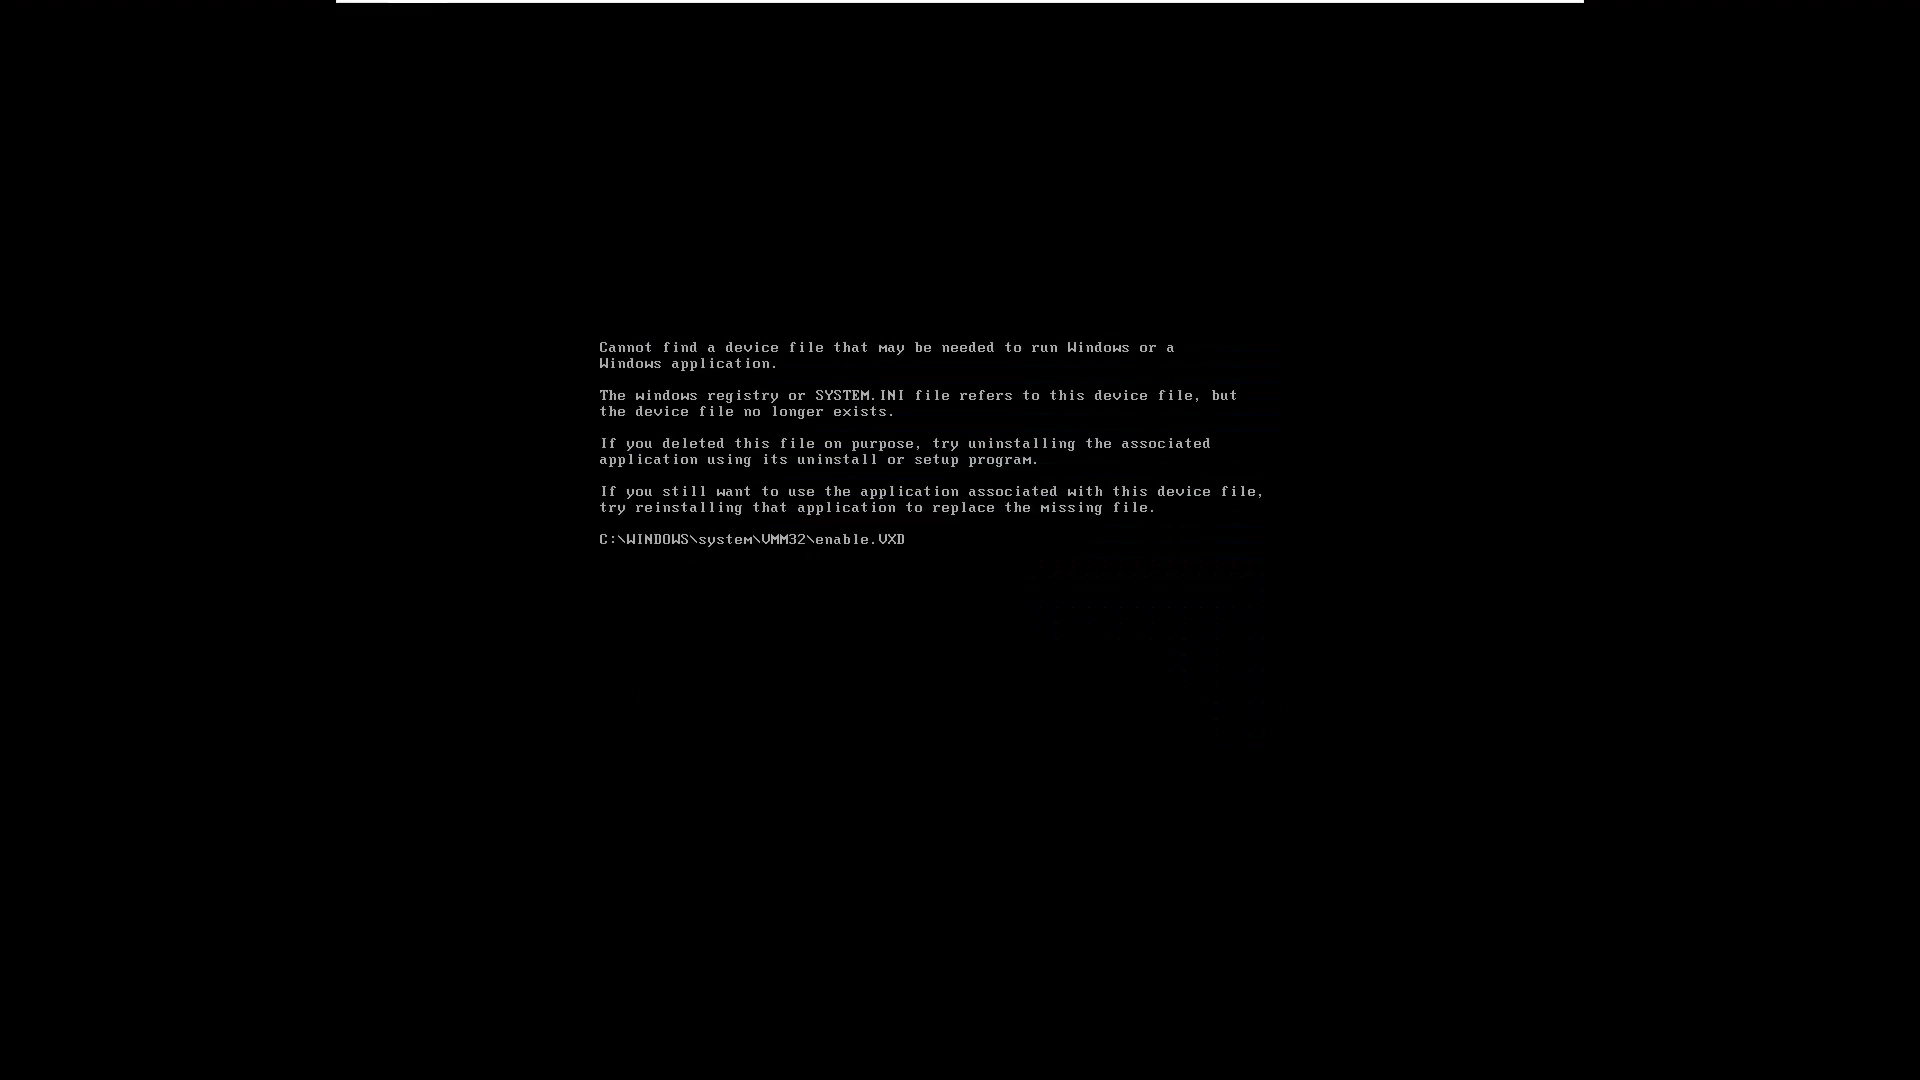 Cannot find a device file that may be needed to run Windows or a
Windows application.
The windows registry or SYSTEM.INI file refers to this device file, but
the device file no longer exists.
If you deleted this file on purpose, try uninstalling the associated
application using its uninstall or setup program.
If you still want to use the application associated with this device file,
try reinstalling that application to replace the missing file.
C:\WINDOWS\system\VMM32\enable.VXD